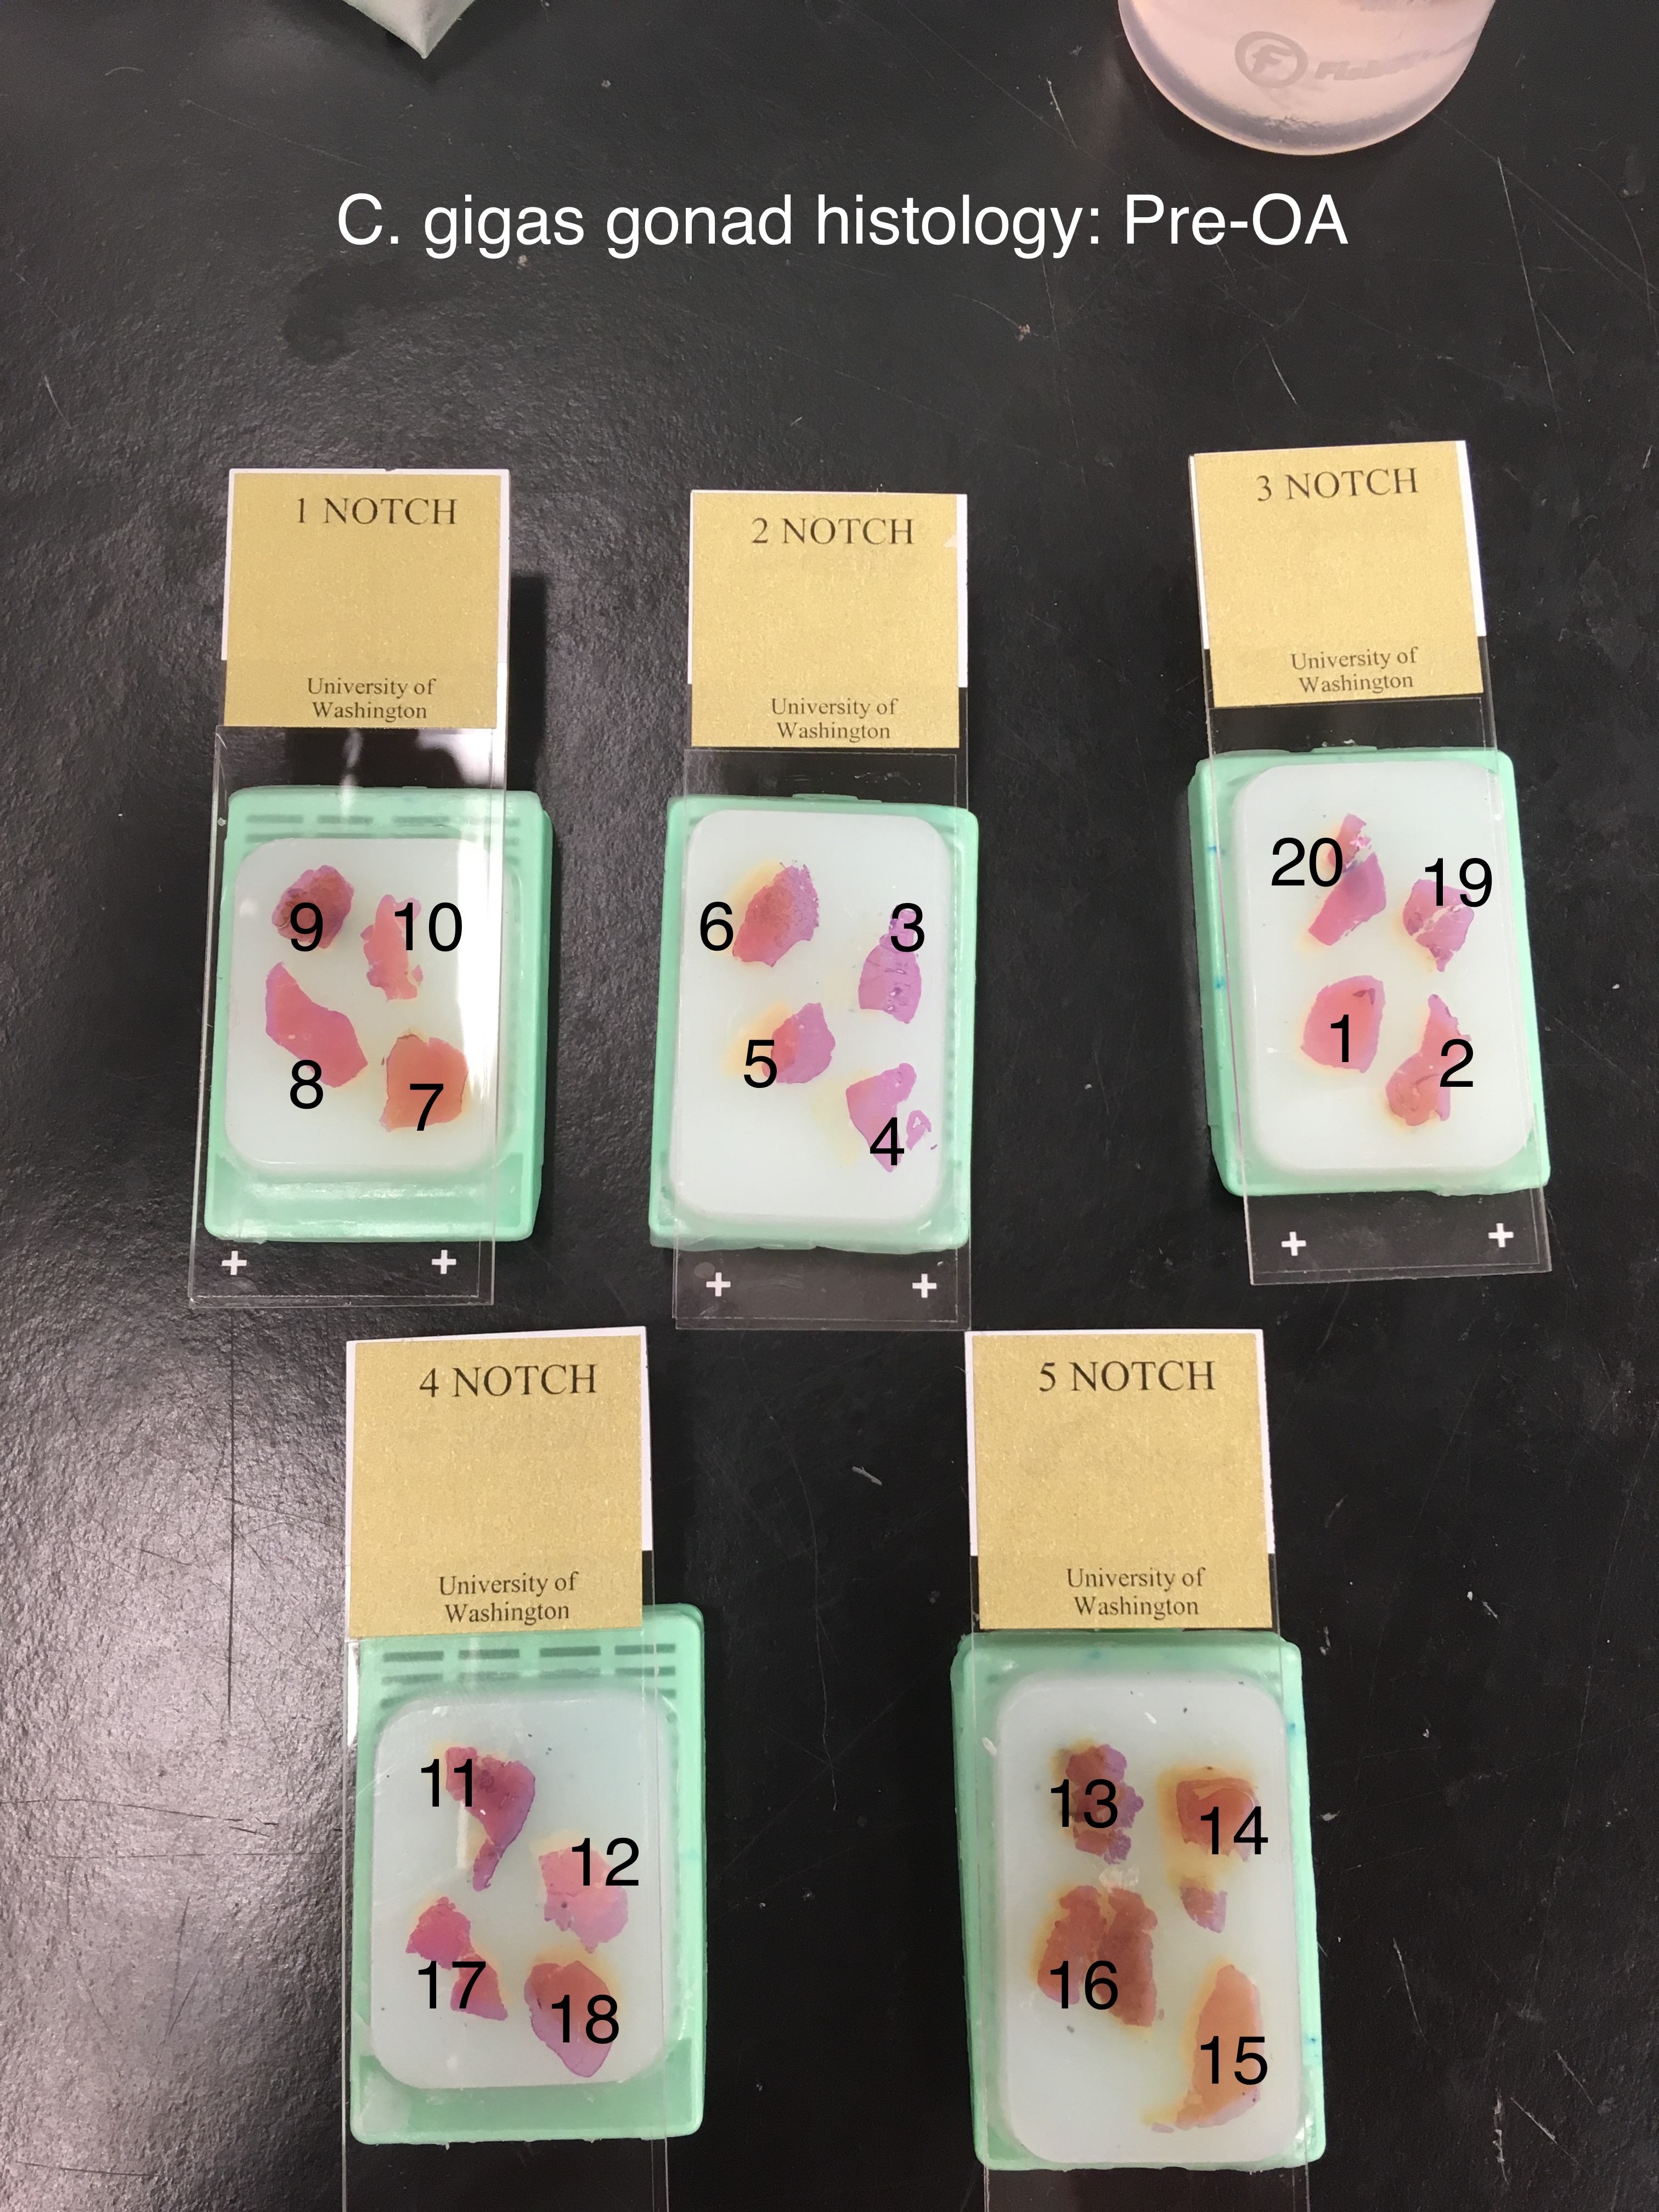 C. gigas gonad histology: Pre-OA
1 NOTCH
University of
Washington
9 10
8 7
2 NOTCH
University of
Washington
6 3
5
4
3 NOTCH
University of
Washington
20 19
1 2
4 NOTCH
University of
Washington
11
12
17 18
5 NOTCH
University of
Washington
13 14
16
15